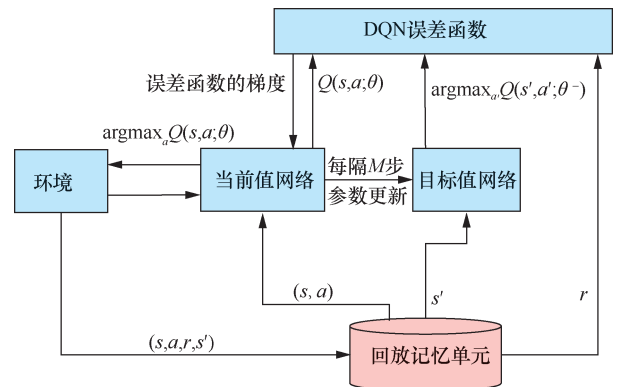 DQN误差函数
误差函数的梯度
Q(s,a;θ)
argmaxₐ′Q(s′,a′;θ⁻)
argmaxₐQ(s,a;θ)
环境
当前值网络
每隔M步
参数更新
目标值网络
(s, a)
s′
r
(s,a,r,s′)
回放记忆单元